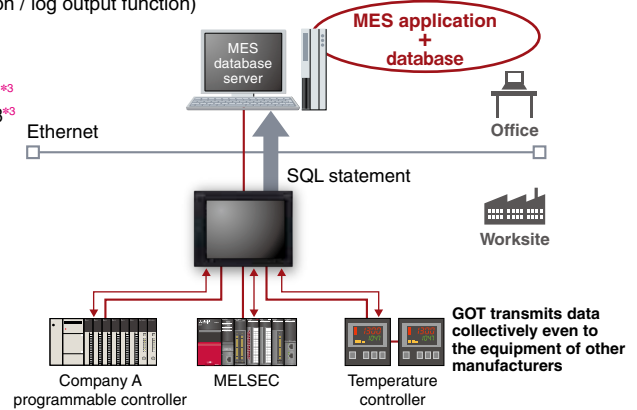 on / log output function)
MES application
+
database
MES
database
server
*3
*3
Ethernet
Office
SQL statement
Worksite
GOT transmits data
collectively even to
the equipment of other
manufacturers
Company A
programmable controller
MELSEC
Temperature
controller